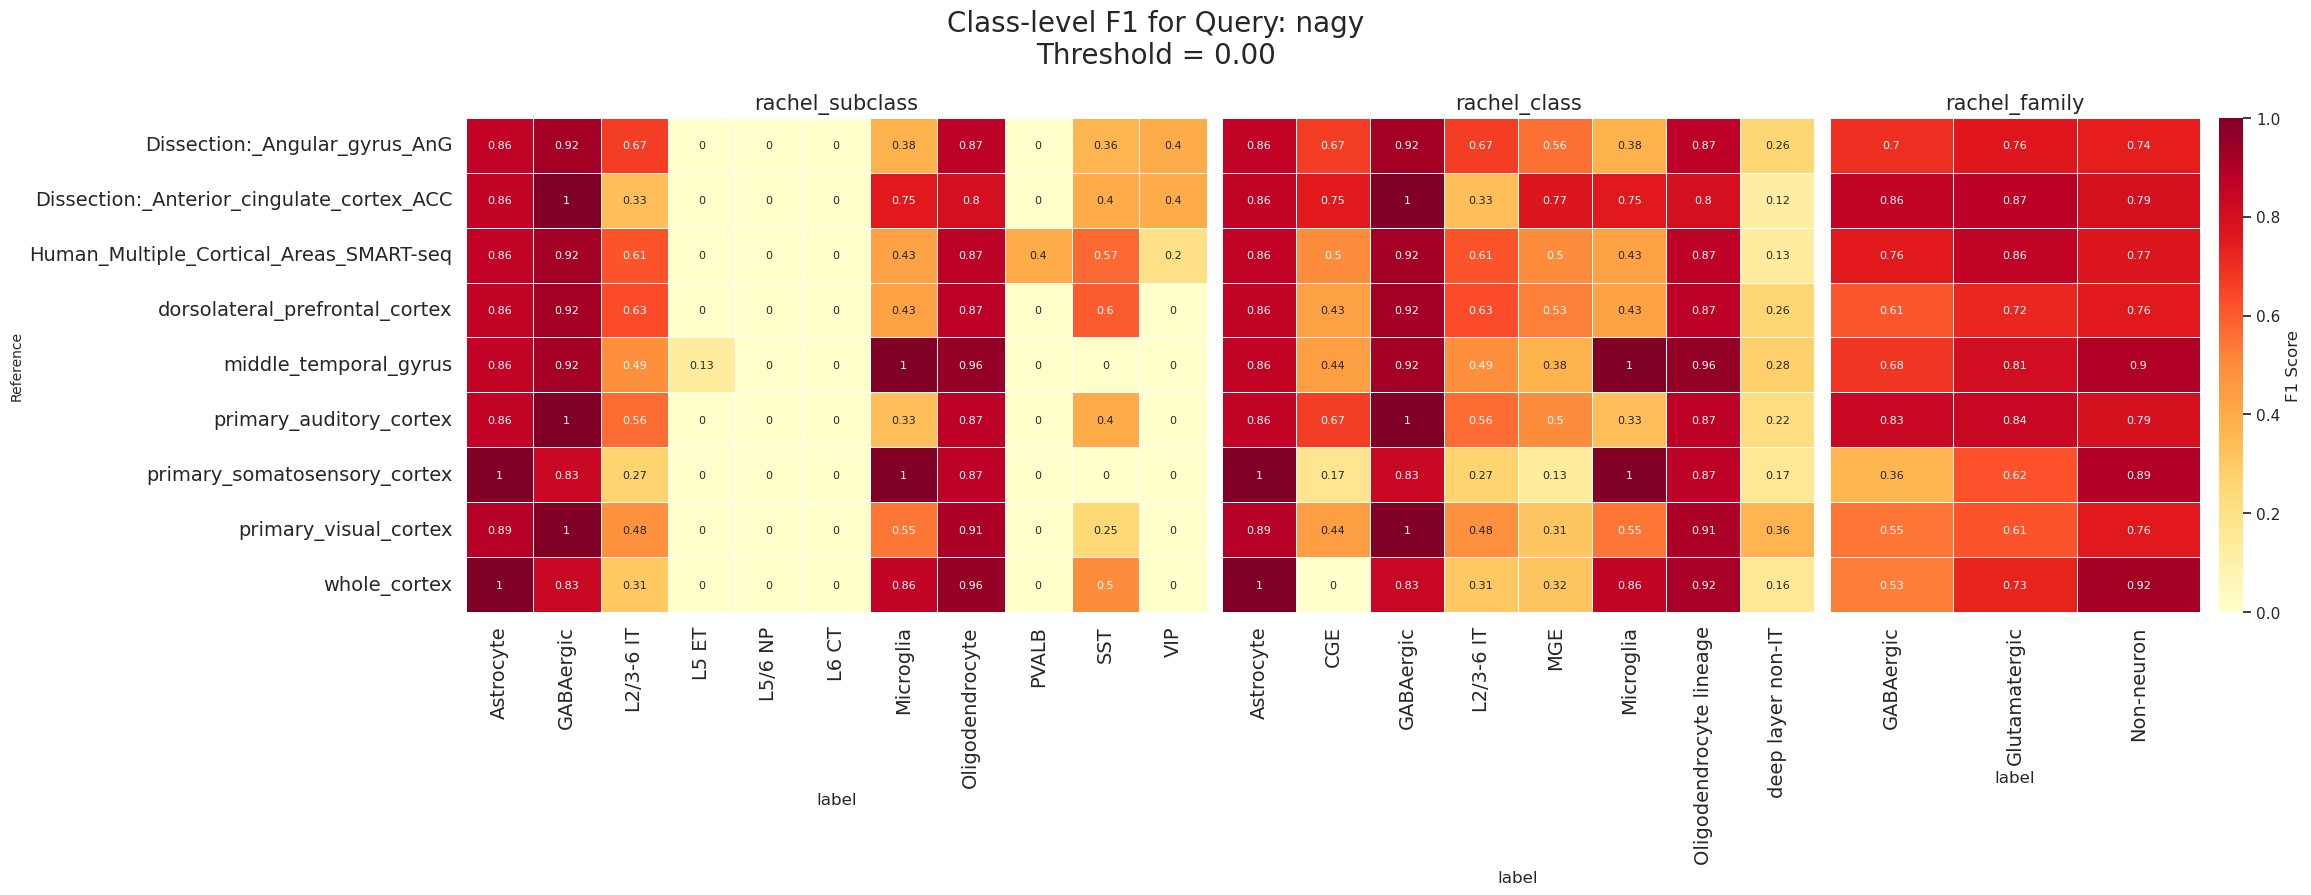 Class-level F1 for Query: nagy
Threshold = 0.00
rachel_subclass rachel_class rachel_family
Reference
Dissection:_Angular_gyrus_AnG 0.86 0.92 0.67 0 0 0 0.38 0.87 0 0.36 0.4 0.86 0.67 0.92 0.67 0.56 0.38 0.87 0.26 0.7 0.76 0.74
Dissection:_Anterior_cingulate_cortex_ACC 0.86 1 0.33 0 0 0 0.75 0.8 0 0.4 0.4 0.86 0.75 1 0.33 0.77 0.75 0.8 0.12 0.86 0.87 0.79
Human_Multiple_Cortical_Areas_SMART-seq 0.86 0.92 0.61 0 0 0 0.43 0.87 0.4 0.57 0.2 0.86 0.5 0.92 0.61 0.5 0.43 0.87 0.13 0.76 0.86 0.77
dorsolateral_prefrontal_cortex 0.86 0.92 0.63 0 0 0 0.43 0.87 0 0.6 0 0.86 0.43 0.92 0.63 0.53 0.43 0.87 0.26 0.61 0.72 0.76
middle_temporal_gyrus 0.86 0.92 0.49 0.13 0 0 1 0.96 0 0 0 0.86 0.44 0.92 0.49 0.38 1 0.96 0.28 0.68 0.81 0.9
primary_auditory_cortex 0.86 1 0.56 0 0 0 0.33 0.87 0 0.4 0 0.86 0.67 1 0.56 0.5 0.33 0.87 0.22 0.83 0.84 0.79
primary_somatosensory_cortex 1 0.83 0.27 0 0 0 1 0.87 0 0 0 1 0.17 0.83 0.27 0.13 1 0.87 0.17 0.36 0.62 0.89
primary_visual_cortex 0.89 1 0.48 0 0 0 0.55 0.91 0 0.25 0 0.89 0.44 1 0.48 0.31 0.55 0.91 0.36 0.55 0.61 0.76
whole_cortex 1 0.83 0.31 0 0 0 0.86 0.96 0 0.5 0 1 0 0.83 0.31 0.32 0.86 0.92 0.16 0.53 0.73 0.92
Astrocyte
GABAergic
L2/3-6 IT
L5 ET
L5/6 NP
L6 CT
Microglia
Oligodendrocyte
PVALB
SST
VIP
label
Astrocyte
CGE
GABAergic
L2/3-6 IT
MGE
Microglia
Oligodendrocyte lineage
deep layer non-IT
label
GABAergic
Glutamatergic
Non-neuron
label
1.0
0.8
0.6
0.4
0.2
0.0
F1 Score